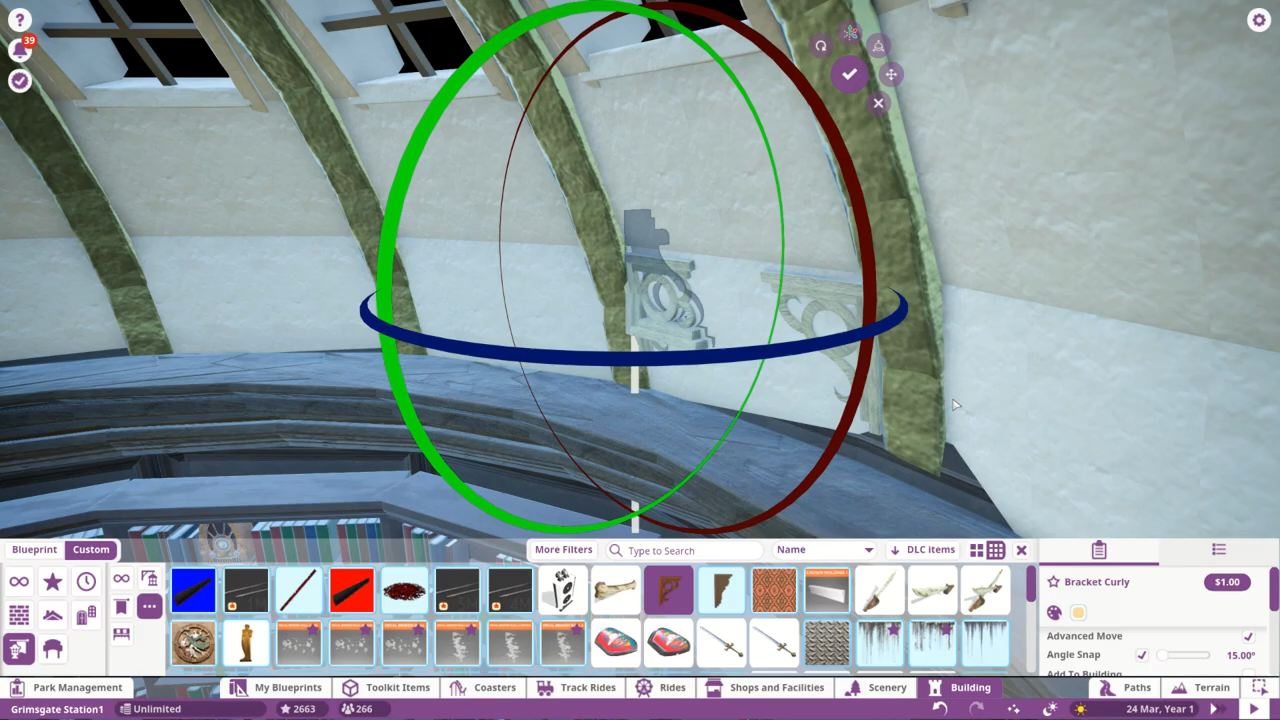 ?
39
Blueprint
Custom
More Filters
Type to Search
Name
DLC items
Bracket Curly
$1.00
Advanced Move
Angle Snap
15.00°
Park Management
My Blueprints
Toolkit Items
Coasters
Track Rides
Rides
Shops and Facilities
Scenery
Building
Paths
Terrain
Grimsgate Station1
Unlimited
2663
266
24 Mar, Year 1